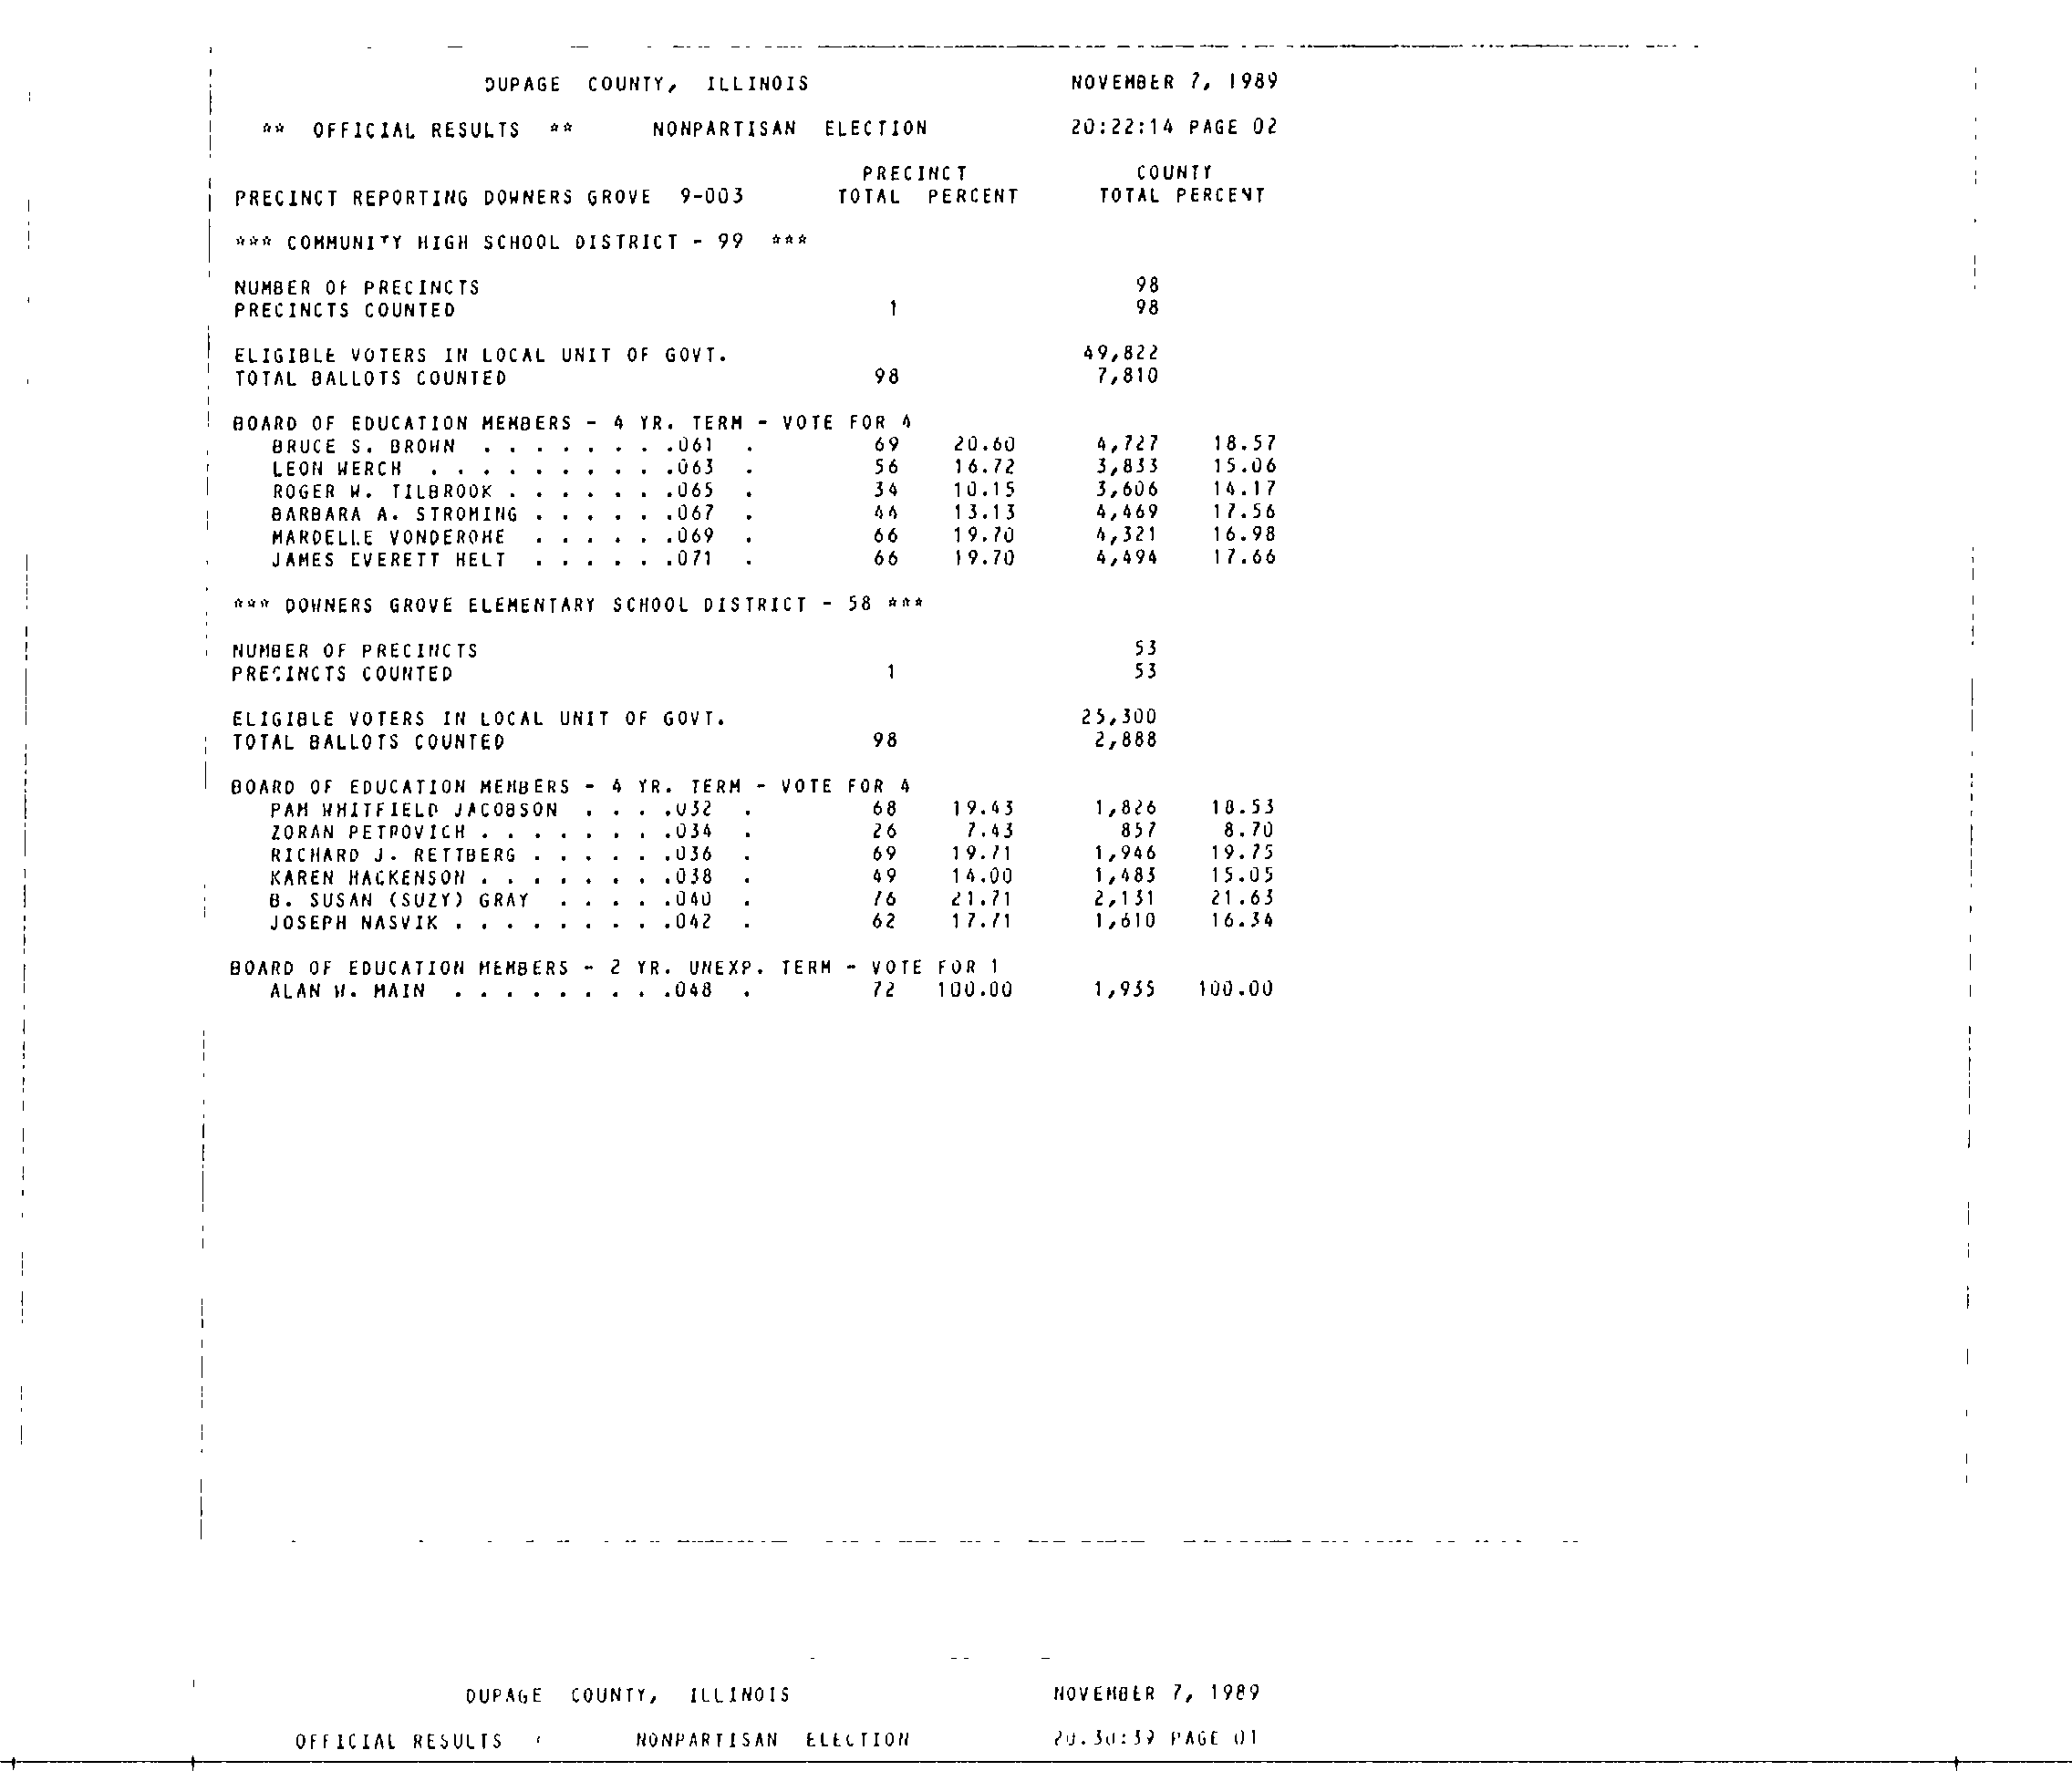 DUPAGE COUNTY, ILLINOIS NOVEMBER 7, 1989
** OFFICIAL RESULTS ** NONPARTISAN ELECTION 20:22:14 PAGE 02
PRECINCT COUNTY
PRECINCT REPORTING DOWNERS GROVE 9-003 TOTAL PERCENT TOTAL PERCENT
*** COMMUNITY HIGH SCHOOL DISTRICT - 99 ***
NUMBER OF PRECINCTS 98
PRECINCTS COUNTED 1 98
ELIGIBLE VOTERS IN LOCAL UNIT OF GOVT. 49,822
TOTAL BALLOTS COUNTED 98 7,810
BOARD OF EDUCATION MEMBERS - 4 YR. TERM - VOTE FOR 4
BRUCE S. BROWN . . . . . . . .061 . 69 20.60 4,727 18.57
LEON WERCH . . . . . . . . . .063 . 56 16.72 3,833 15.06
ROGER W. TILBROOK . . . . . . .065 . 34 10.15 3,606 14.17
BARBARA A. STROMING . . . . . .067 . 44 13.13 4,469 17.56
MARDELLE VONDEROHE . . . . . .069 . 66 19.70 4,321 16.98
JAMES EVERETT HELT . . . . . .071 . 66 19.70 4,494 17.66
*** DOWNERS GROVE ELEMENTARY SCHOOL DISTRICT - 58 ***
NUMBER OF PRECINCTS 53
PRECINCTS COUNTED 1 53
ELIGIBLE VOTERS IN LOCAL UNIT OF GOVT. 25,300
TOTAL BALLOTS COUNTED 98 2,888
BOARD OF EDUCATION MEMBERS - 4 YR. TERM - VOTE FOR 4
PAM WHITFIELD JACOBSON . . . .032 . 68 19.43 1,826 18.53
ZORAN PETROVICH . . . . . . . .034 . 26 7.43 857 8.70
RICHARD J. RETTBERG . . . . . .036 . 69 19.71 1,946 19.75
KAREN HACKENSON . . . . . . . .038 . 49 14.00 1,483 15.05
B. SUSAN (SUZY) GRAY . . . . .040 . 76 21.71 2,131 21.63
JOSEPH NASVIK . . . . . . . . .042 . 62 17.71 1,610 16.34
BOARD OF EDUCATION MEMBERS - 2 YR. UNEXP. TERM - VOTE FOR 1
ALAN W. MAIN . . . . . . . . .048 . 72 100.00 1,935 100.00
DUPAGE COUNTY, ILLINOIS NOVEMBER 7, 1989
OFFICIAL RESULTS NONPARTISAN ELECTION 20:30:39 PAGE 01